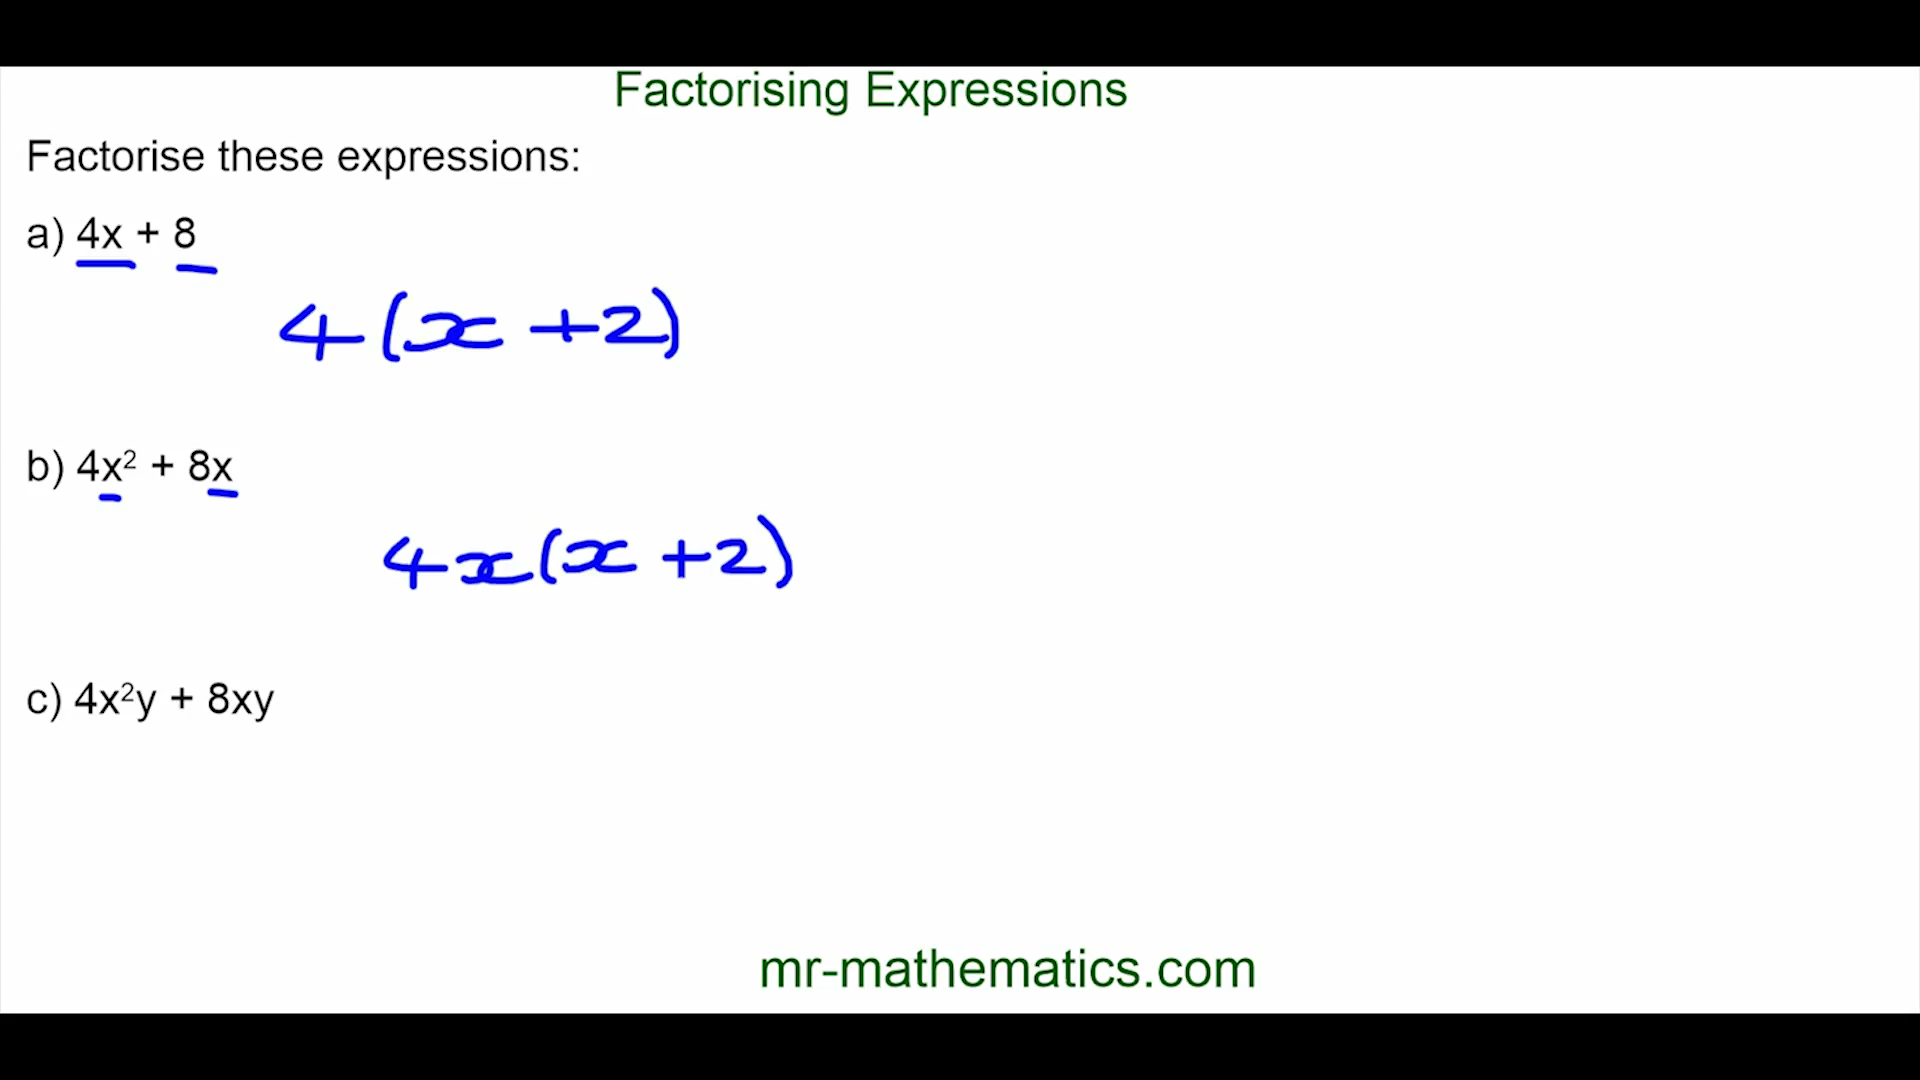 Factorising Expressions
Factorise these expressions:
a) 4x + 8
4(x + 2)
b) 4x² + 8x
4x(x + 2)
c) 4x²y + 8xy
mr-mathematics.com